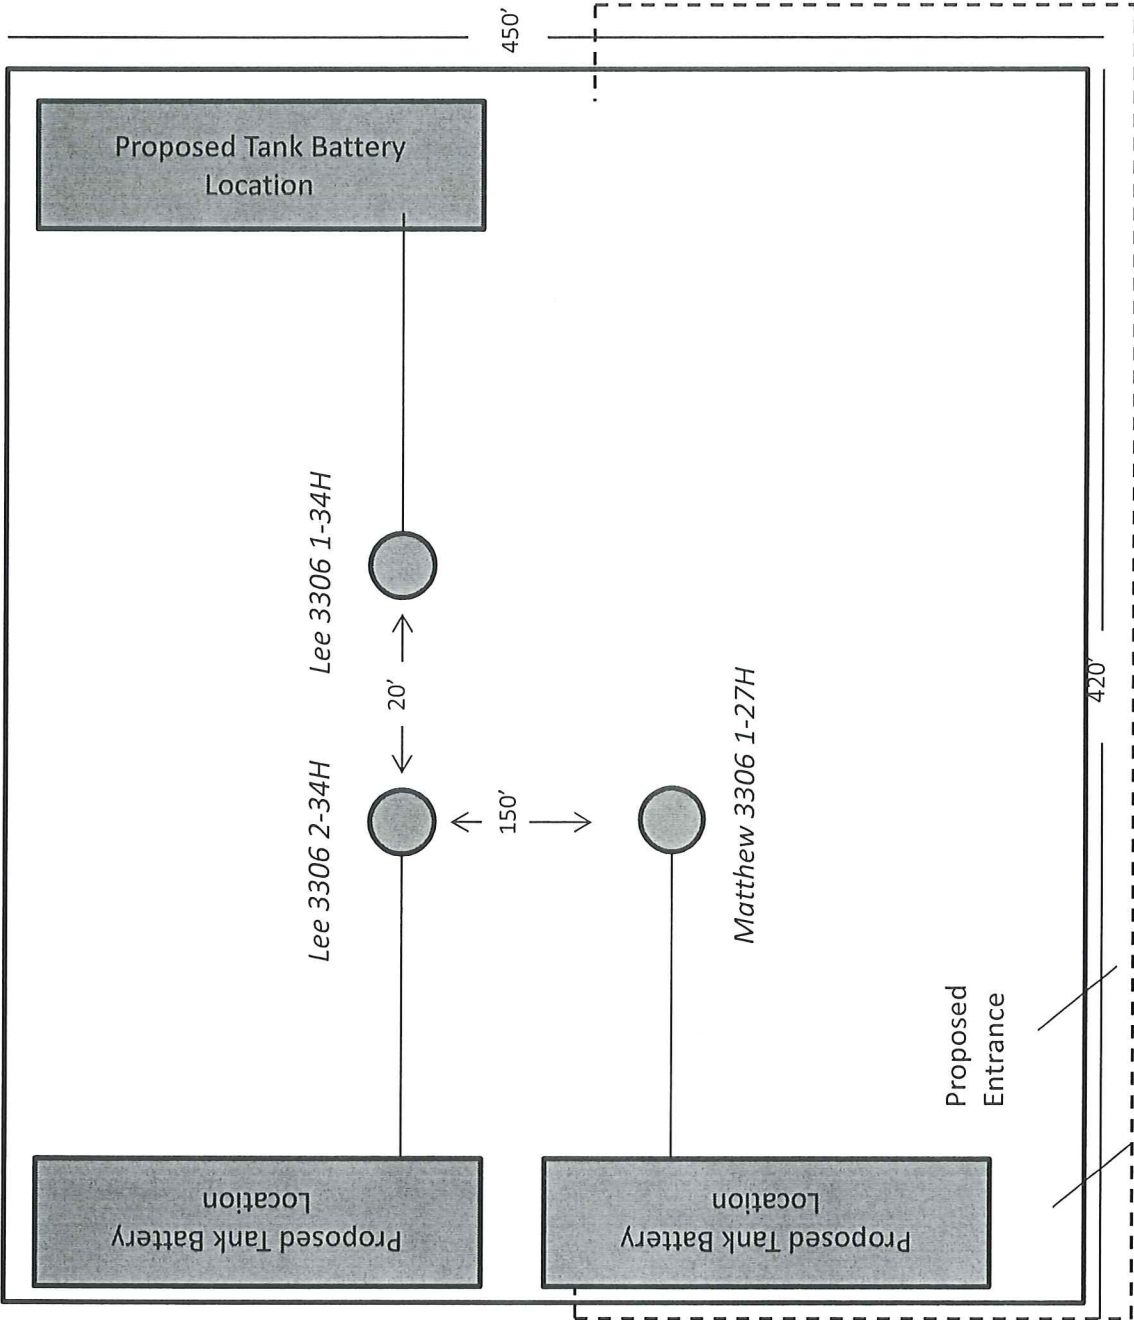 450'
Proposed Tank Battery
Location
Lee 3306 1-34H
20'
Lee 3306 2-34H
150'
Matthew 3306 1-27H
420'
Proposed
Entrance
Proposed Tank Battery
Location
Proposed Tank Battery
Location